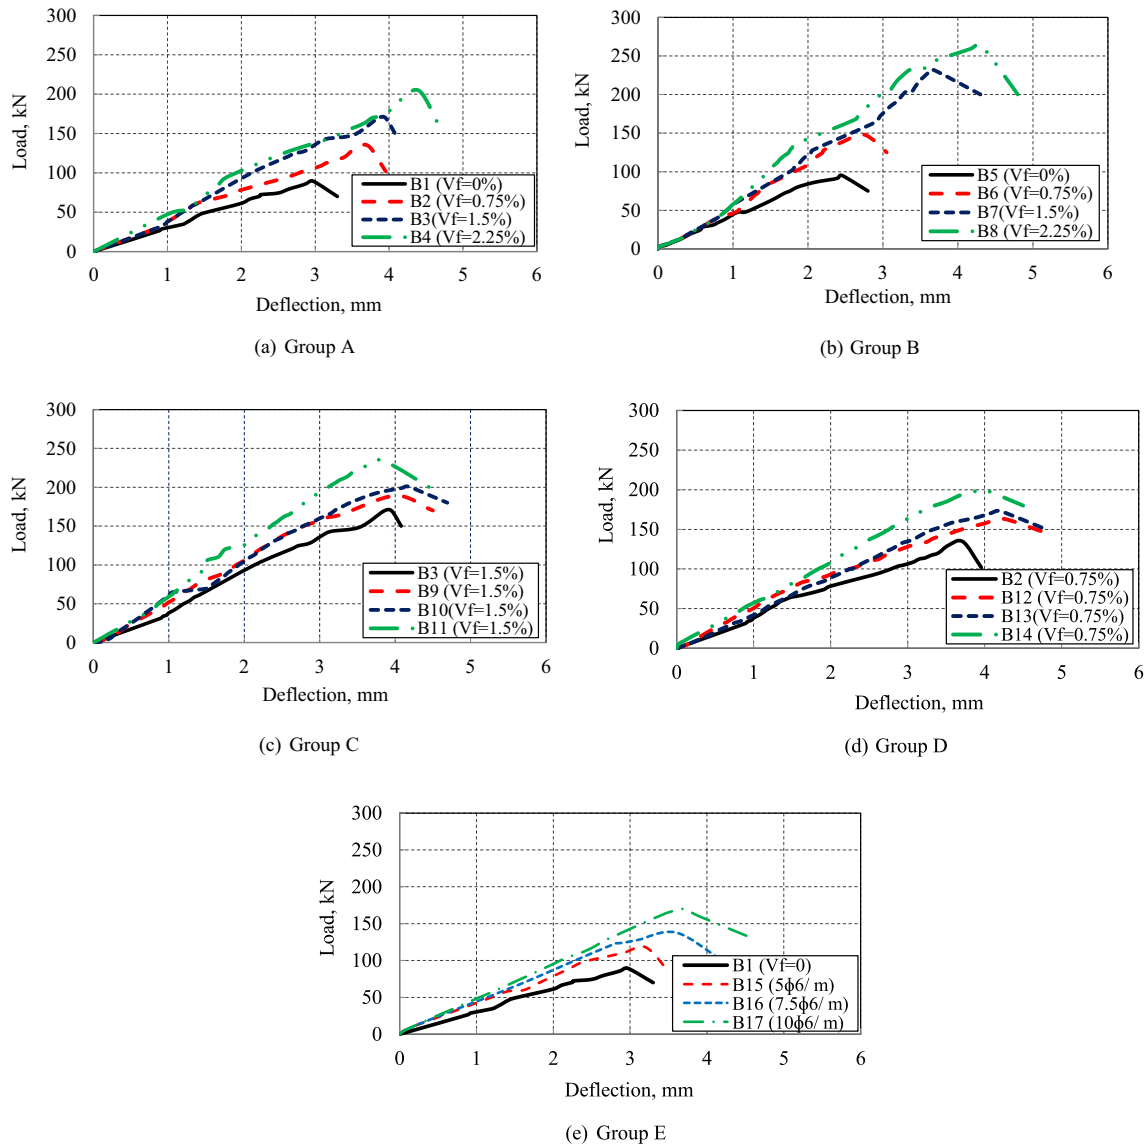 300
250
200
150
100
50
0
Load, kN
0 1 2 3 4 5 6
Deflection, mm
B1 (Vf=0%)
B2 (Vf=0.75%)
B3(Vf=1.5%)
B4 (Vf=2.25%)
(a) Group A
300
250
200
150
100
50
0
Load, kN
0 1 2 3 4 5 6
Deflection, mm
B5 (Vf=0%)
B6 (Vf=0.75%)
B7(Vf=1.5%)
B8 (Vf=2.25%)
(b) Group B
300
250
200
150
100
50
0
Load, kN
0 1 2 3 4 5 6
Deflection, mm
B3 (Vf=1.5%)
B9 (Vf=1.5%)
B10(Vf=1.5%)
B11 (Vf=1.5%)
(c) Group C
300
250
200
150
100
50
0
Load, kN
0 1 2 3 4 5 6
Deflection, mm
B2 (Vf=0.75%)
B12 (Vf=0.75%)
B13(Vf=0.75%)
B14 (Vf=0.75%)
(d) Group D
300
250
200
150
100
50
0
Load, kN
0 1 2 3 4 5 6
Deflection, mm
B1 (Vf=0)
B15 (5ϕ6/ m)
B16 (7.5ϕ6/ m)
B17 (10ϕ6/ m)
(e) Group E